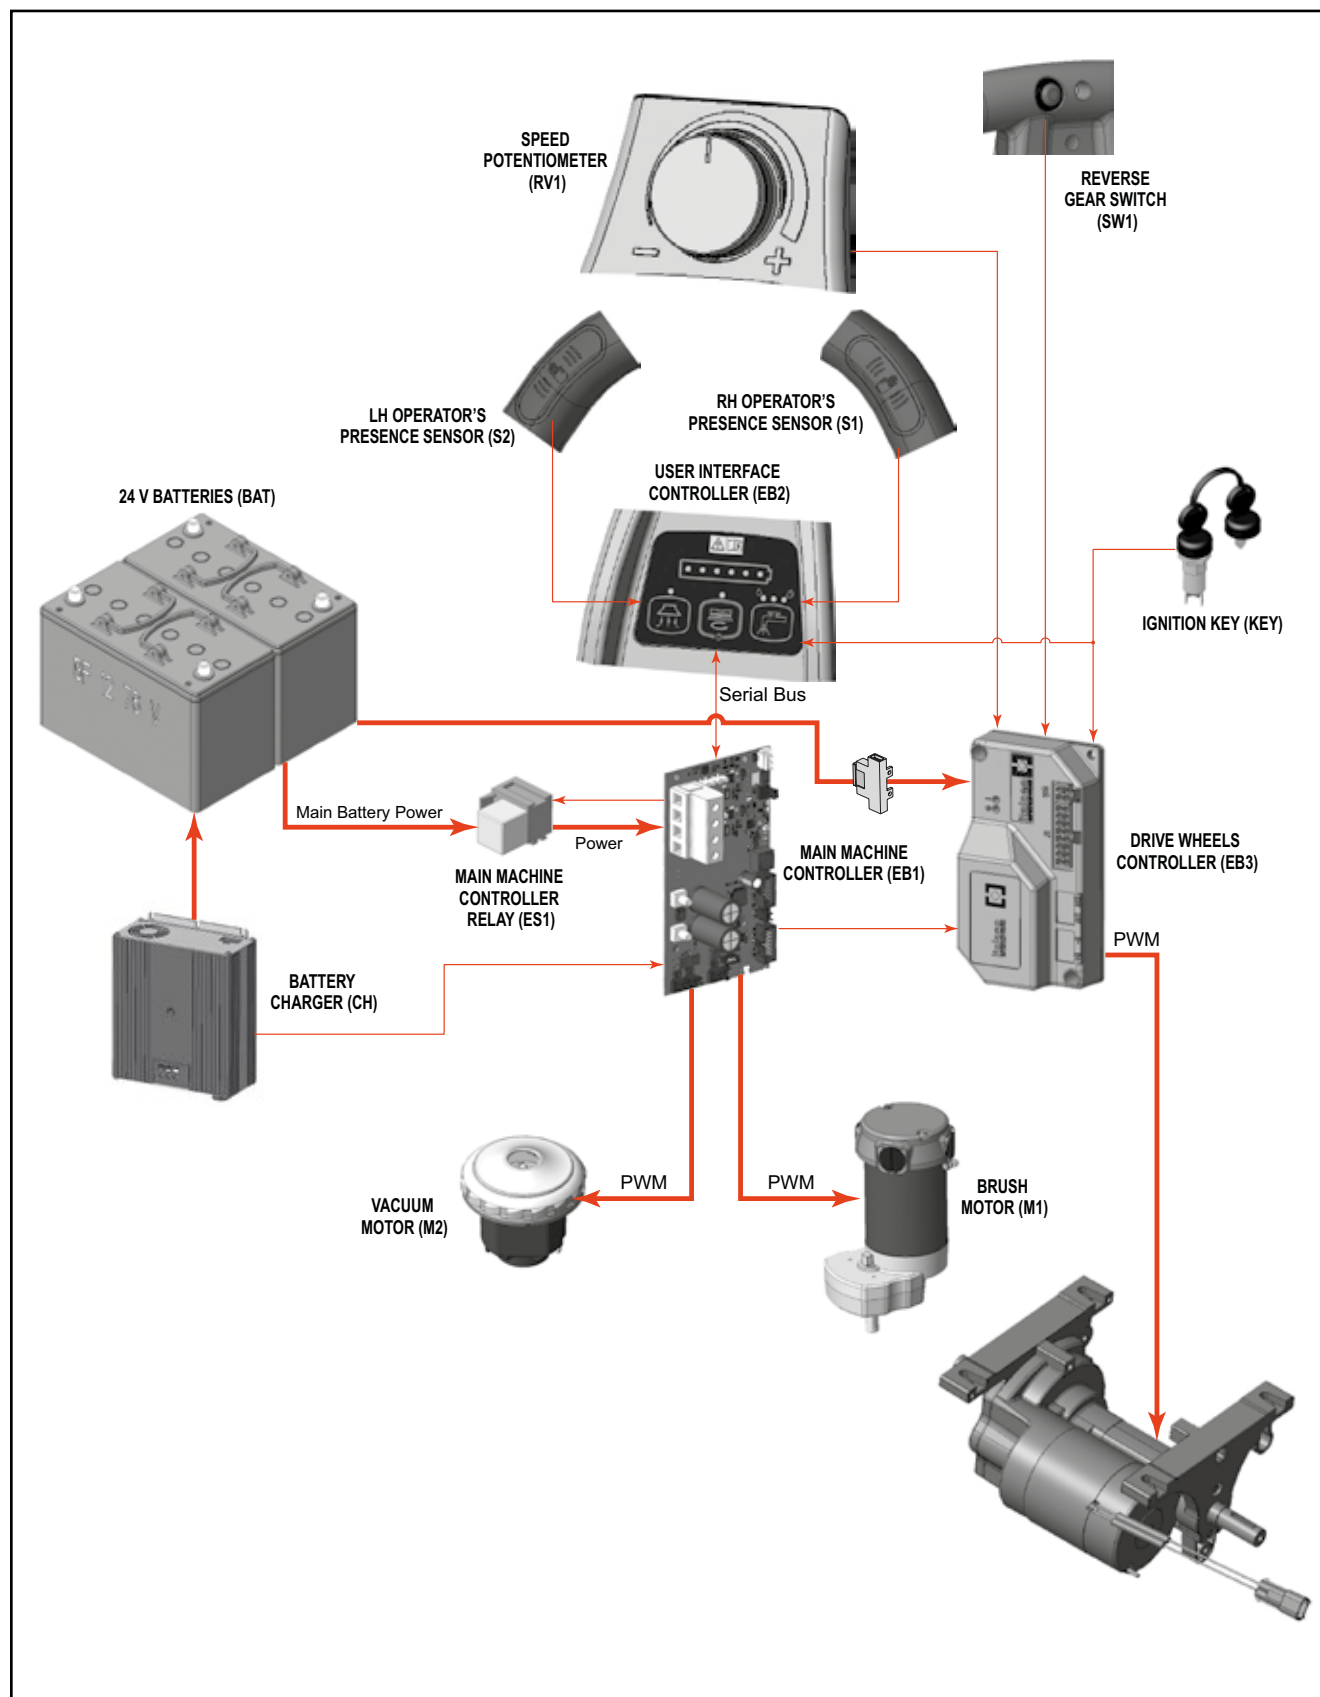 SPEED
POTENTIOMETER
(RV1)
REVERSE
GEAR SWITCH
(SW1)
LH OPERATOR'S
PRESENCE SENSOR (S2)
RH OPERATOR'S
PRESENCE SENSOR (S1)
USER INTERFACE
CONTROLLER (EB2)
24 V BATTERIES (BAT)
IGNITION KEY (KEY)
Serial Bus
Main Battery Power
Power
MAIN MACHINE
CONTROLLER
RELAY (ES1)
MAIN MACHINE
CONTROLLER (EB1)
DRIVE WHEELS
CONTROLLER (EB3)
PWM
BATTERY
CHARGER (CH)
VACUUM
MOTOR (M2)
PWM
PWM
BRUSH
MOTOR (M1)